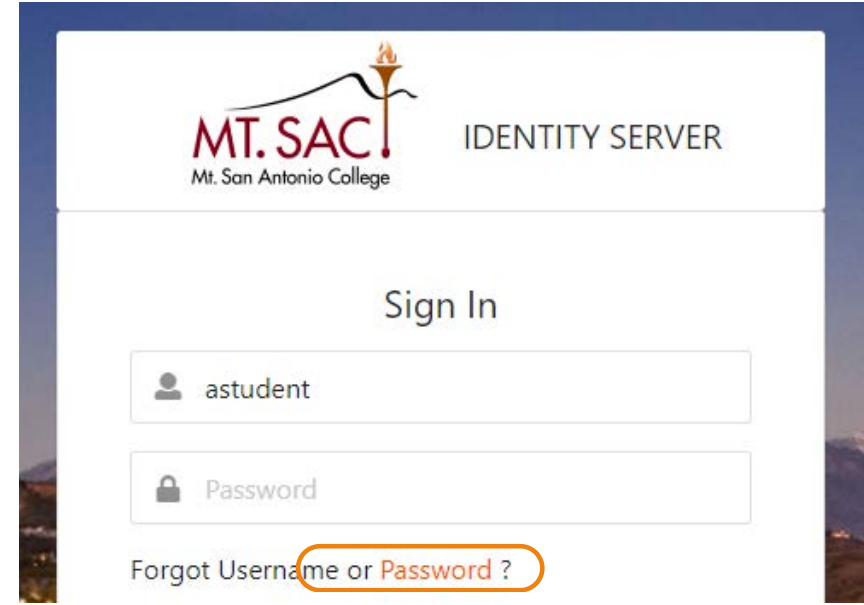 MT. SAC
Mt. San Antonio College
IDENTITY SERVER
Sign In
astudent
Password
Forgot Username or Password ?